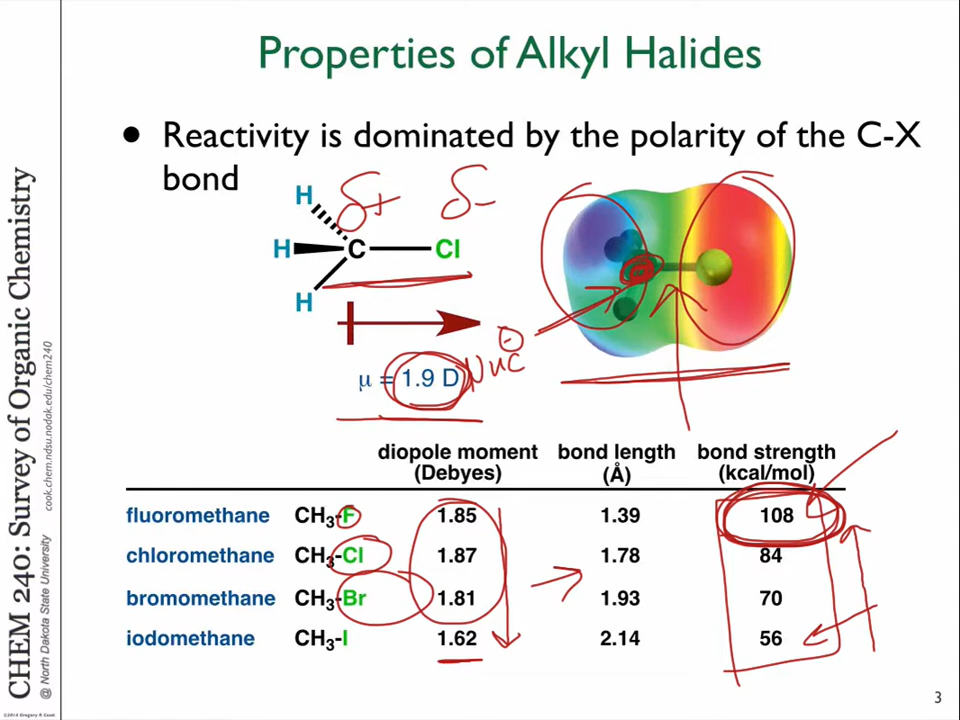 Properties of Alkyl Halides
• Reactivity is dominated by the polarity of the C-X
bond
δ+ δ-
H
H C Cl
H
⊖
Nuc
μ = 1.9 D
diopole moment bond length bond strength
(Debyes) (Å) (kcal/mol)
fluoromethane CH3-F 1.85 1.39 108
chloromethane CH3-Cl 1.87 1.78 84
bromomethane CH3-Br 1.81 1.93 70
iodomethane CH3-I 1.62 2.14 56
CHEM 240: Survey of Organic Chemistry
@ North Dakota State University cook.chem.ndsu.nodak.edu/chem240
©2014 Gregory R Cook
3